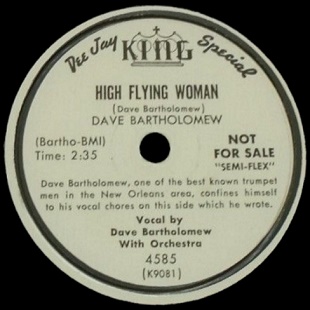 Dee Jay KING Special
HIGH FLYING WOMAN
(Dave Bartholomew)
DAVE BARTHOLOMEW
(Bartho-BMI)
Time: 2:35
NOT
FOR SALE
"SEMI-FLEX"
Dave Bartholomew, one of the best known trumpet
men in the New Orleans area, confines himself
to his vocal chores on this side which he wrote.
Vocal by
Dave Bartholomew
With Orchestra
4585
(K9081)